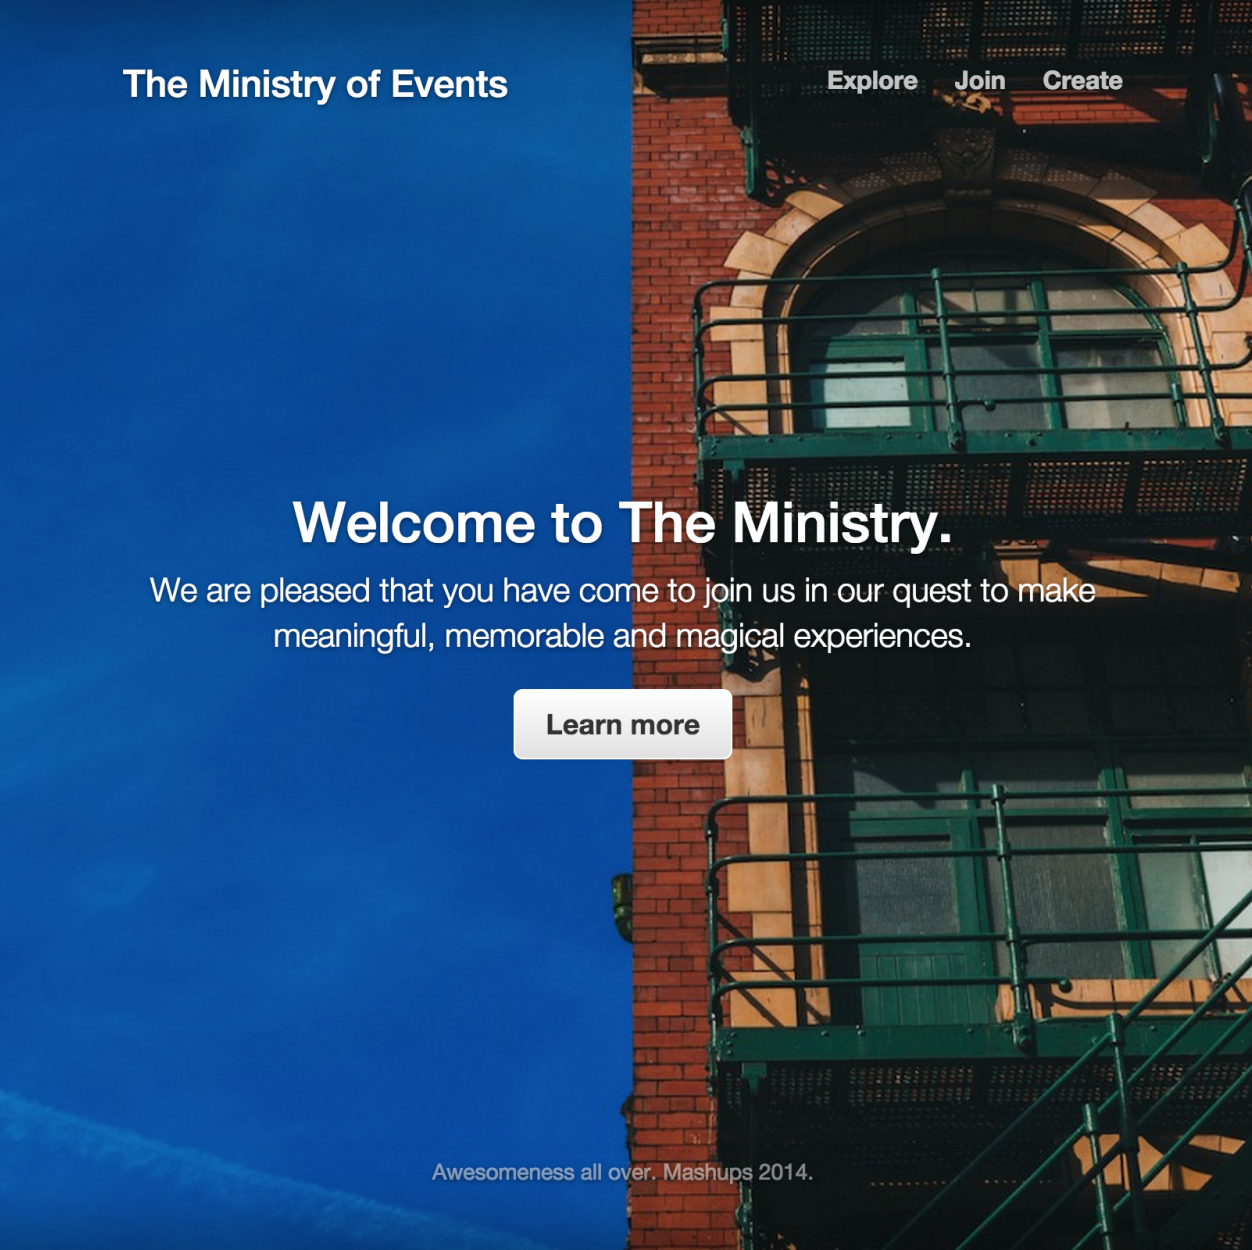 The Ministry of Events
Explore Join Create
Welcome to The Ministry.
We are pleased that you have come to join us in our quest to make
meaningful, memorable and magical experiences.
Learn more
Awesomeness all over. Mashups 2014.